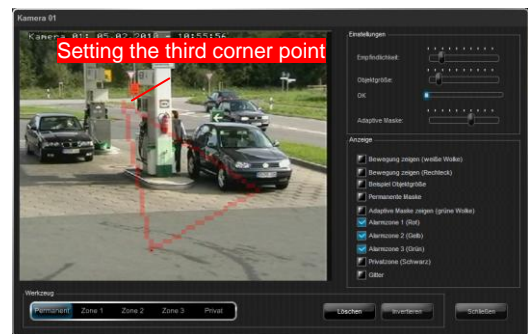 Kamera 01
Kamera 01: 05.02.2010 - 10:55:56
Setting the third corner point
Einstellungen
Empfindlichkeit:
Objektgröße:
OK
Adaptive Maske:
Anzeige
Bewegung zeigen (weiße Wolke)
Bewegung zeigen (Rechteck)
Beispiel Objektgröße
Permanente Maske
Adaptive Maske zeigen (grüne Wolke)
Alarmzone 1 (Rot)
Alarmzone 2 (Gelb)
Alarmzone 3 (Grün)
Privatzone (Schwarz)
Gitter
Werkzeug
Permanent Zone 1 Zone 2 Zone 3 Privat
Löschen Invertieren Schließen